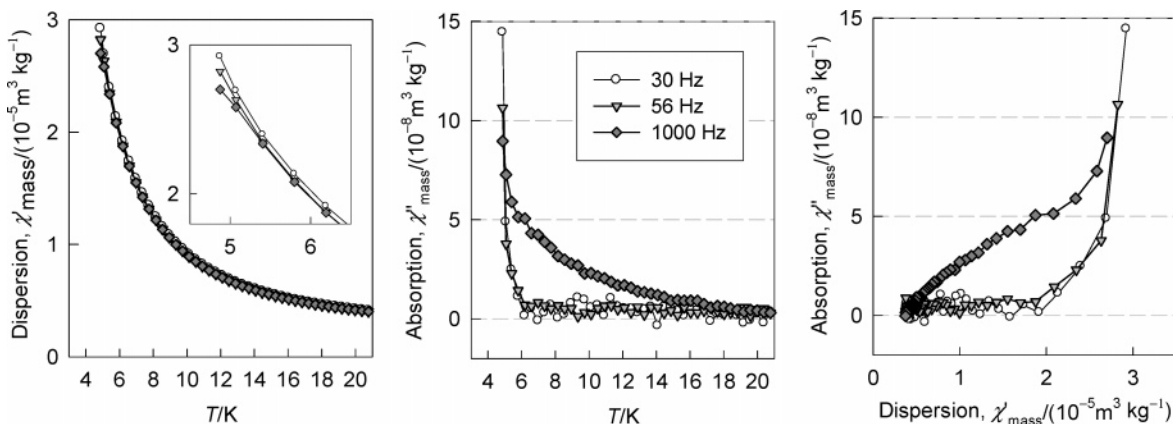 3
2
1
0
Dispersion, χ′mass/(10⁻⁵m³ kg⁻¹)
4 6 8 10 12 14 16 18 20
T/K
3
2
5 6
15
10
5
0
Absorption, χ″mass/(10⁻⁸m³ kg⁻¹)
30 Hz
56 Hz
1000 Hz
4 6 8 10 12 14 16 18 20
T/K
15
10
5
0
Absorption, χ″mass/(10⁻⁸m³ kg⁻¹)
0 1 2 3
Dispersion, χ′mass/(10⁻⁵m³ kg⁻¹)